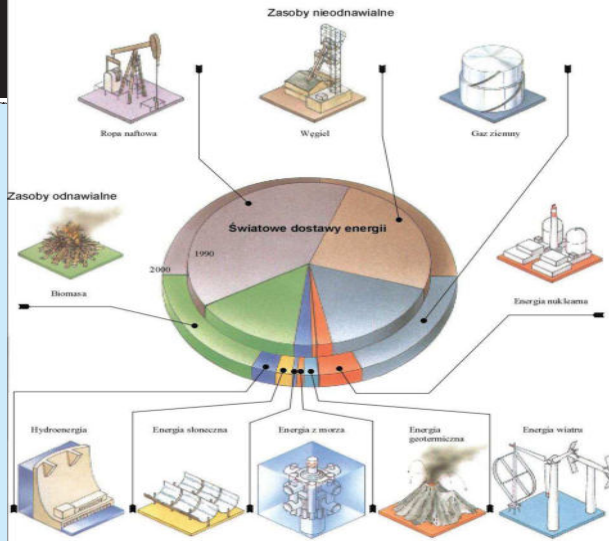 Zasoby nieodnawialne
Ropa naftowa
Węgiel
Gaz ziemny
Zasoby odnawialne
Światowe dostawy energii
1990
2000
Biomasa
Energia nuklearna
Hydroenergia
Energia słoneczna
Energia z morza
Energia
geotermiczna
Energia wiatru